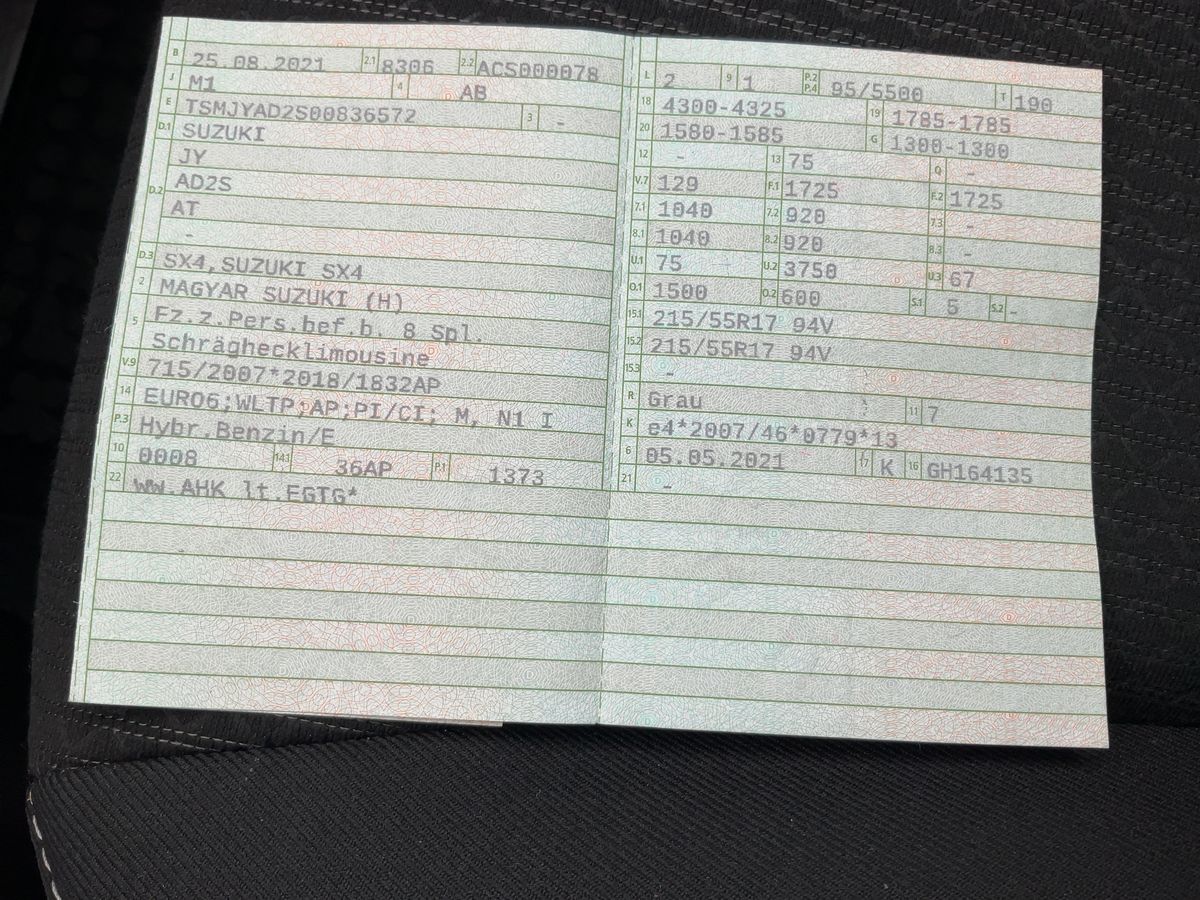 B 25.08.2021 2.1 8306 2.2 ACS000078
J M1 4 AB
E TSMJYAD2S00836572 3 -
D.1 SUZUKI
JY
D.2 AD2S
AT
-
D.3 SX4,SUZUKI SX4
2 MAGYAR SUZUKI (H)
5 Fz.z.Pers.bef.b. 8 Spl.
Schräghecklimousine
V.9 715/2007*2018/1832AP
14 EURO6;WLTP;AP;PI/CI; M, N1 I
P.3 Hybr.Benzin/E
10 0008 14.1 36AP P.1 1373
22 WW.AHK lt.EGTG*
L 2 9 1 P.2 P.4 95/5500 T 190
18 4300-4325 19 1785-1785
20 1580-1585 G 1300-1300
12 - 13 75 Q -
V.7 129 F.1 1725 F.2 1725
7.1 1040 7.2 920 7.3 -
8.1 1040 8.2 920 8.3 -
U.1 75 U.2 3750 U.3 67
O.1 1500 O.2 600 S.1 5 S.2 -
15.1 215/55R17 94V
15.2 215/55R17 94V
15.3 -
R Grau 11 7
K e4*2007/46*0779*13
6 05.05.2021 17 K 16 GH164135
21 -